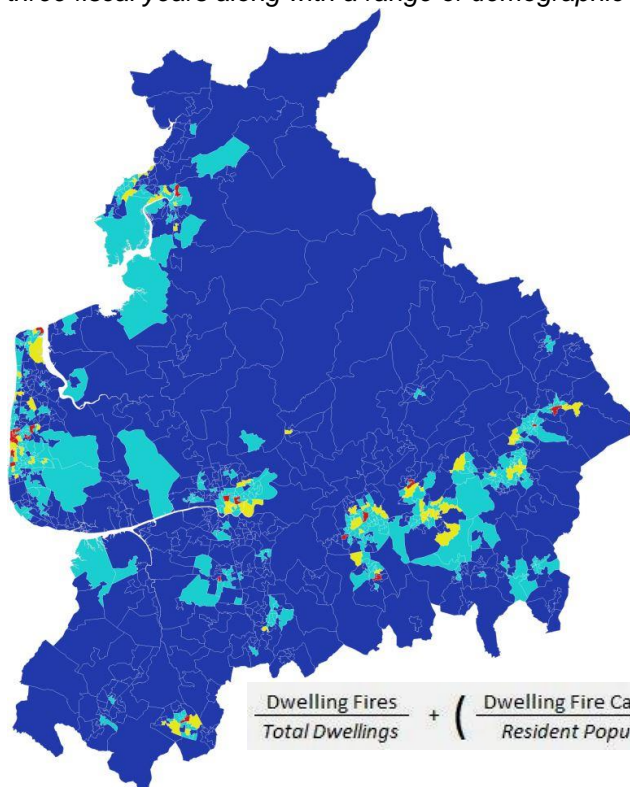 three fiscal years along with a range of demographic
Dwelling Fires
Total Dwellings
+ (
Dwelling Fire Ca
Resident Popu